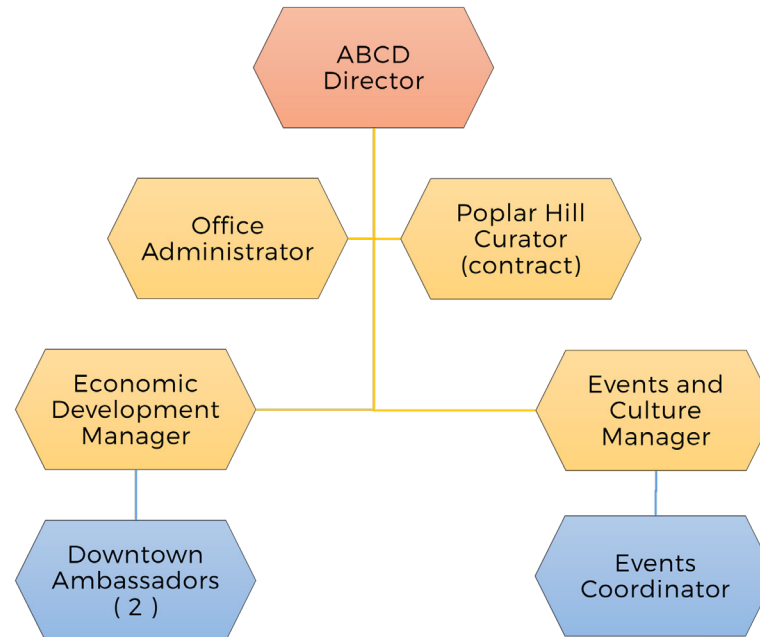 ABCD
Director
Office
Administrator
Poplar Hill
Curator
(contract)
Economic
Development
Manager
Events and
Culture
Manager
Downtown
Ambassadors
( 2 )
Events
Coordinator